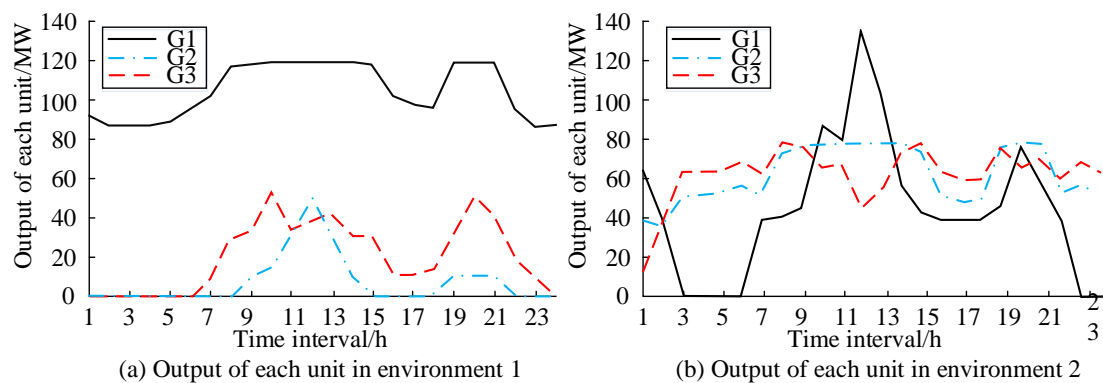 Output of each unit/MW
140
120
100
80
60
40
20
0
G1
G2
G3
1 3 5 7 9 11 13 15 17 19 21 23
Time interval/h
(a) Output of each unit in environment 1
Output of each unit/MW
140
120
100
80
60
40
20
0
G1
G2
G3
1 3 5 7 9 11 13 15 17 19 21 2
3
Time interval/h
(b) Output of each unit in environment 2